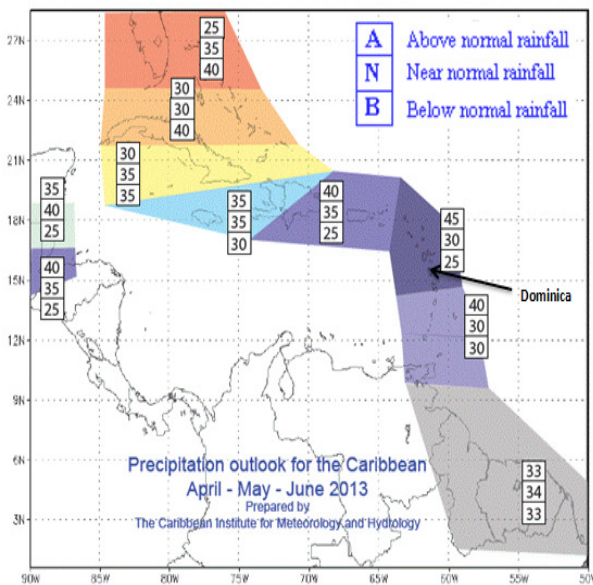 27N
24N
21N
18N
15N
12N
9N
6N
3N
25
35
40
A Above normal rainfall
N Near normal rainfall
B Below normal rainfall
30
30
40
30
35
35
35
40
25
35
35
30
40
35
25
45
30
25
40
35
25
Dominica
40
30
30
33
34
33
Precipitation outlook for the Caribbean
April - May - June 2013
Prepared by
The Caribbean Institute for Meteorology and Hydrology
90W 85W 80W 75W 70W 65W 60W 55W